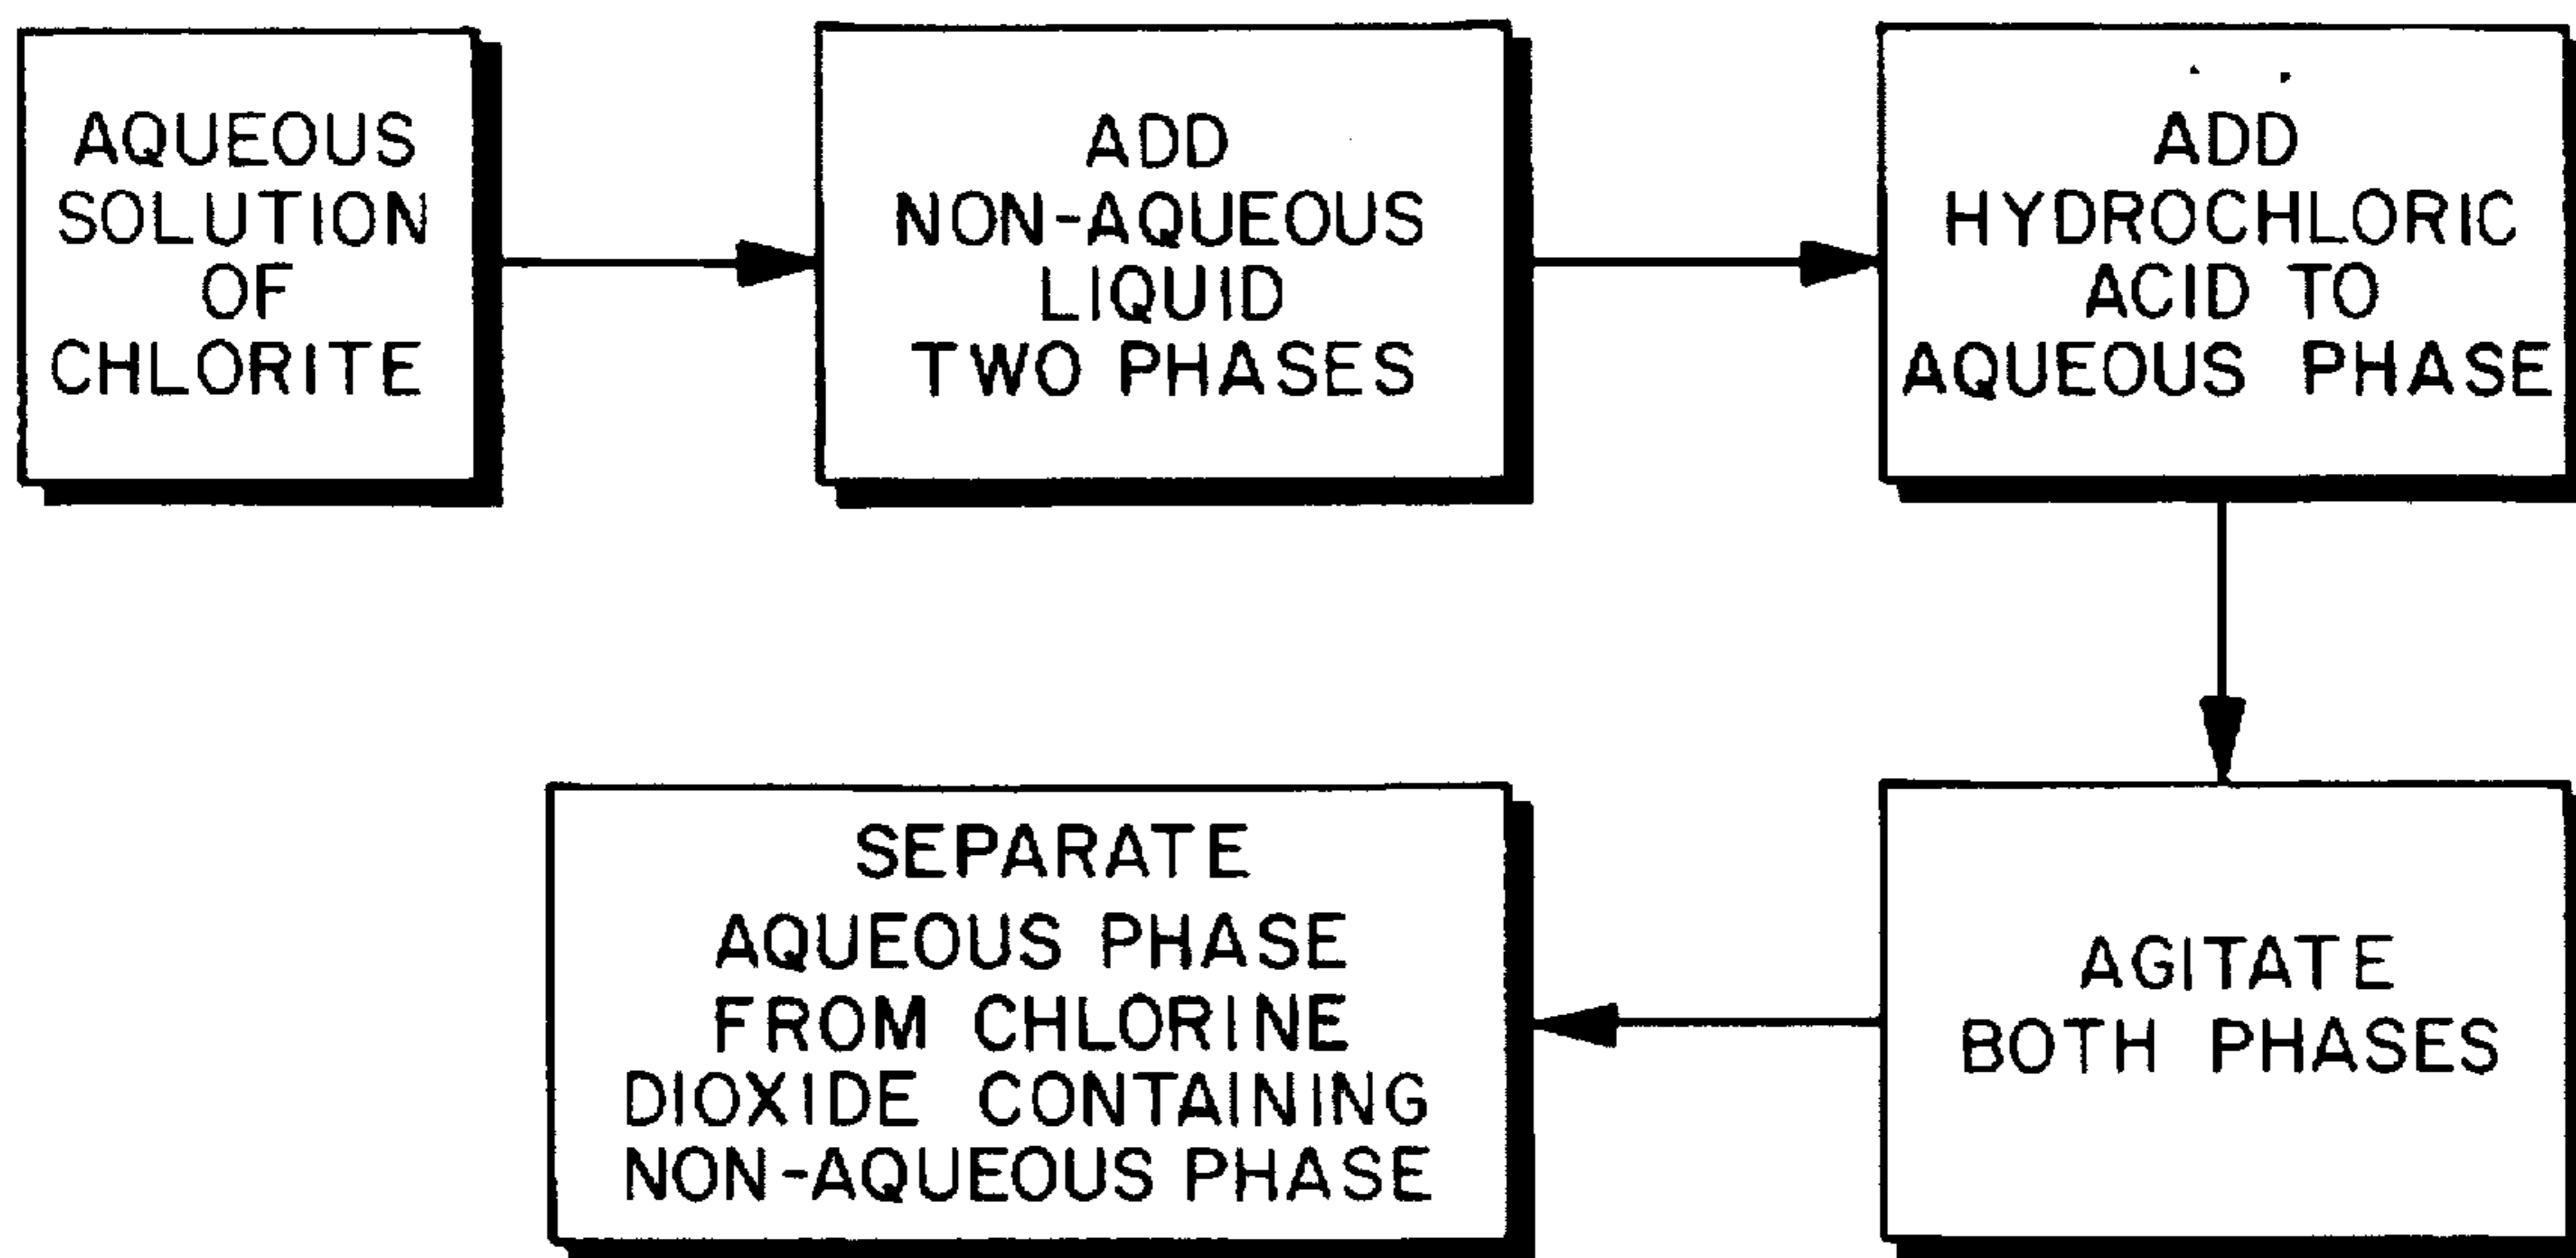 AQUEOUS
SOLUTION
OF
CHLORITE
ADD
NON-AQUEOUS
LIQUID
TWO PHASES
ADD
HYDROCHLORIC
ACID TO
AQUEOUS PHASE
AGITATE
BOTH PHASES
SEPARATE
AQUEOUS PHASE
FROM CHLORINE
DIOXIDE CONTAINING
NON-AQUEOUS PHASE